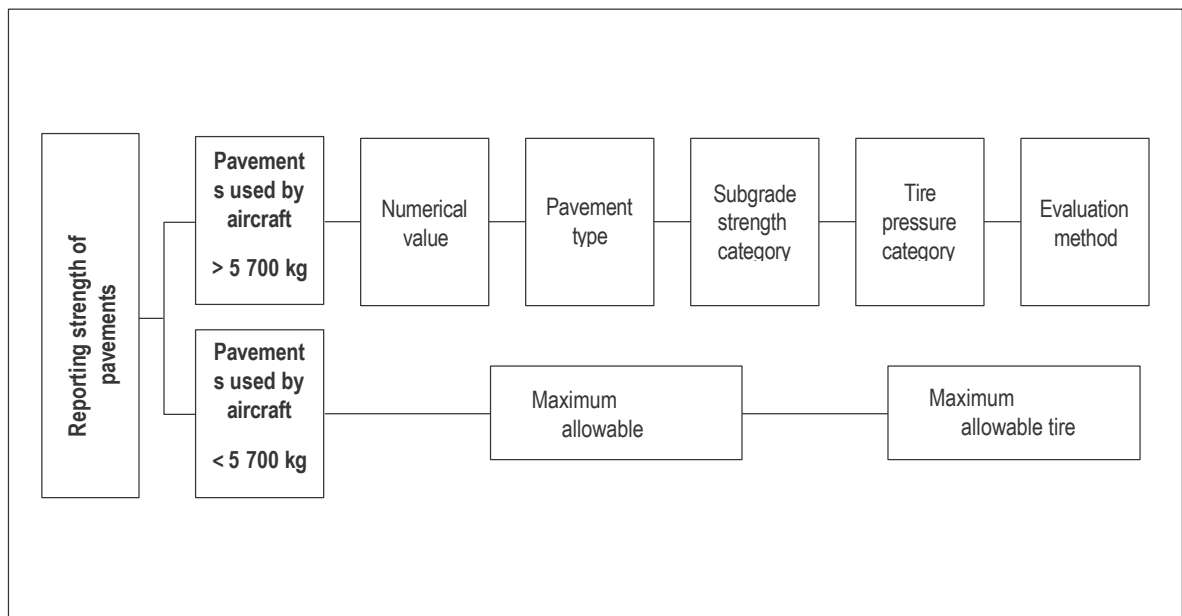 Reporting strength of
pavements
Pavement
s used by
aircraft
> 5 700 kg
Numerical
value
Pavement
type
Subgrade
strength
category
Tire
pressure
category
Evaluation
method
Pavement
s used by
aircraft
< 5 700 kg
Maximum
allowable
Maximum
allowable tire